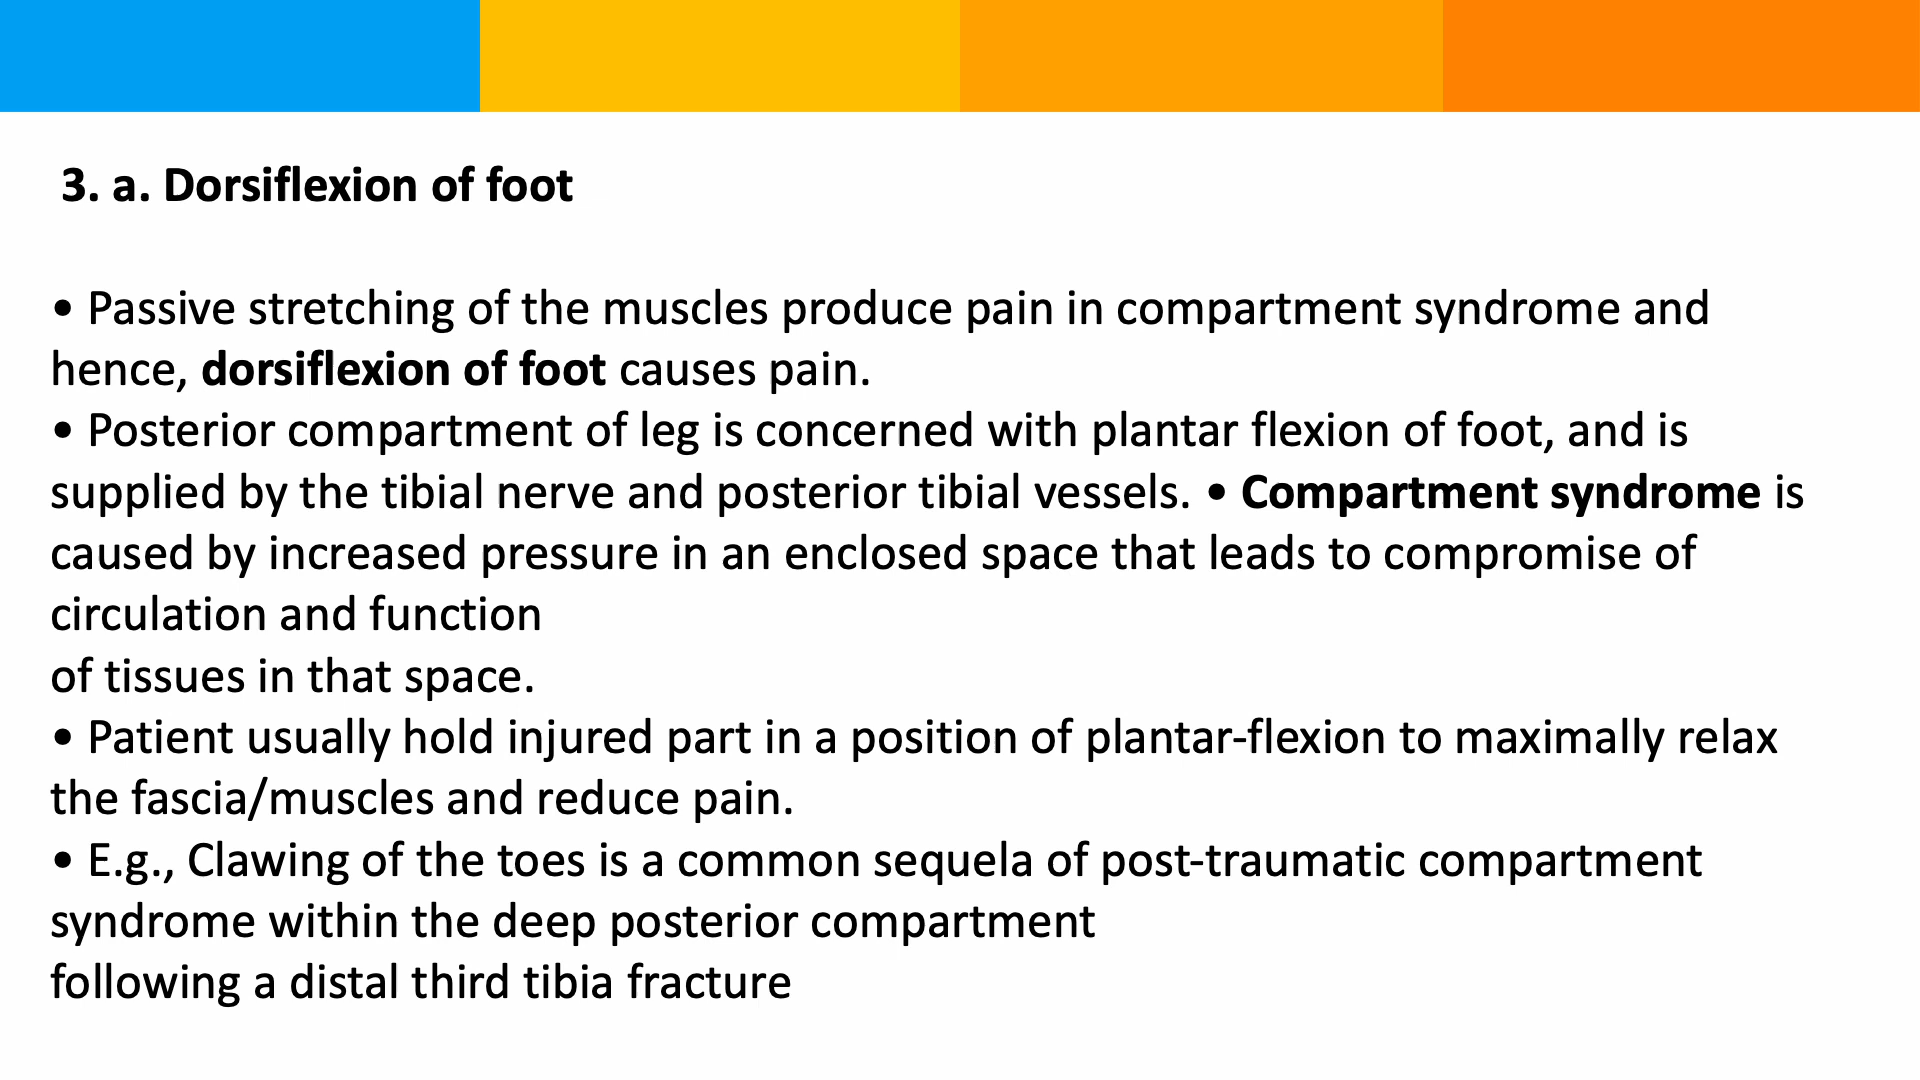 3. a. Dorsiflexion of foot
• Passive stretching of the muscles produce pain in compartment syndrome and
hence, dorsiflexion of foot causes pain.
• Posterior compartment of leg is concerned with plantar flexion of foot, and is
supplied by the tibial nerve and posterior tibial vessels. • Compartment syndrome is
caused by increased pressure in an enclosed space that leads to compromise of
circulation and function
of tissues in that space.
• Patient usually hold injured part in a position of plantar-flexion to maximally relax
the fascia/muscles and reduce pain.
• E.g., Clawing of the toes is a common sequela of post-traumatic compartment
syndrome within the deep posterior compartment
following a distal third tibia fracture